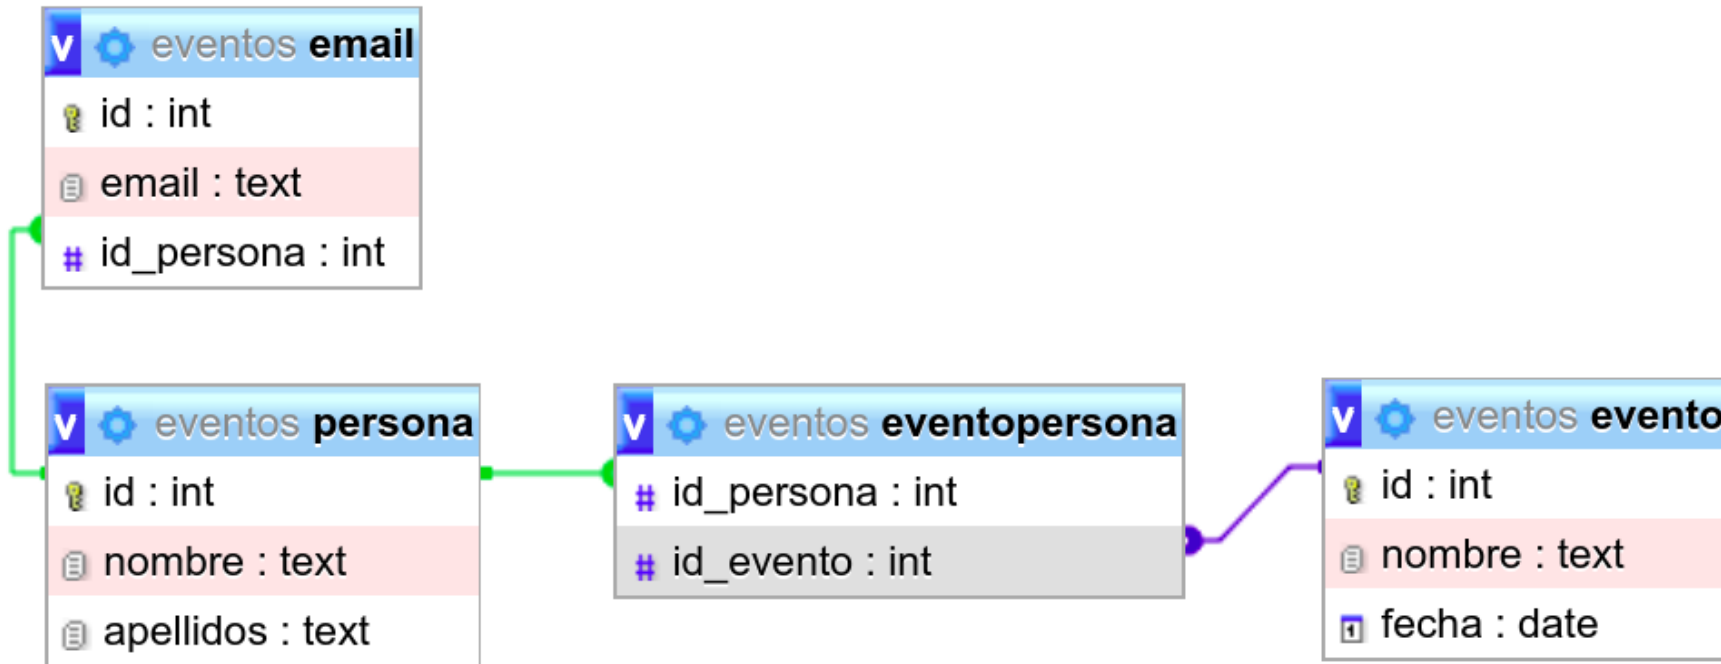 v eventos email
id : int
email : text
# id_persona : int
v eventos persona
id : int
nombre : text
apellidos : text
v eventos eventopersona
# id_persona : int
# id_evento : int
v eventos evento
id : int
nombre : text
fecha : date